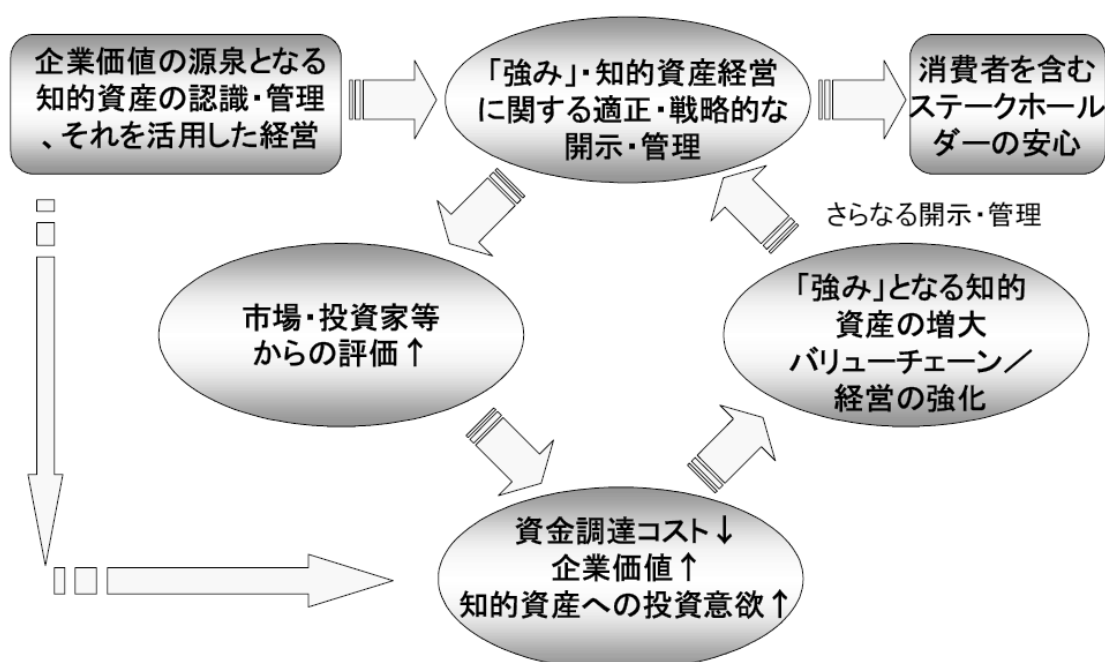 企業価値の源泉となる
知的資産の認識・管理
、それを活用した経営
「強み」・知的資産経営
に関する適正・戦略的な
開示・管理
消費者を含む
ステークホール
ダーの安心
さらなる開示・管理
市場・投資家等
からの評価↑
「強み」となる知的
資産の増大
バリューチェーン／
経営の強化
資金調達コスト↓
企業価値↑
知的資産への投資意欲↑